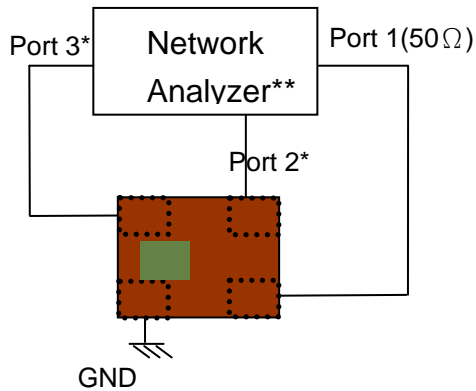 Port 3*
Network
Analyzer**
Port 1(50Ω)
Port 2*
GND